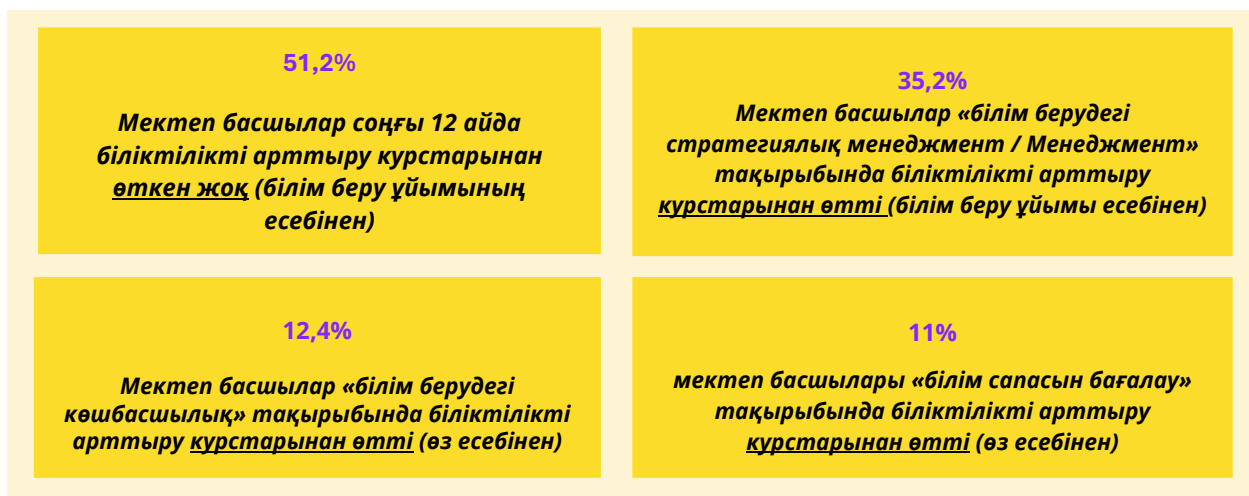 51,2%
Мектеп басшылар соңғы 12 айда
біліктілікті арттыру курстарынан
өткен жоқ (білім беру ұйымының
есебінен)
35,2%
Мектеп басшылар «білім берудегі
стратегиялық менеджмент / Менеджмент»
тақырыбында біліктілікті арттыру
курстарынан өтті (білім беру ұйымы есебінен)
12,4%
Мектеп басшылар «білім берудегі
көшбасшылық» тақырыбында біліктілікті
арттыру курстарынан өтті (өз есебінен)
11%
мектеп басшылары «білім сапасын бағалау»
тақырыбында біліктілікті арттыру
курстарынан өтті (өз есебінен)